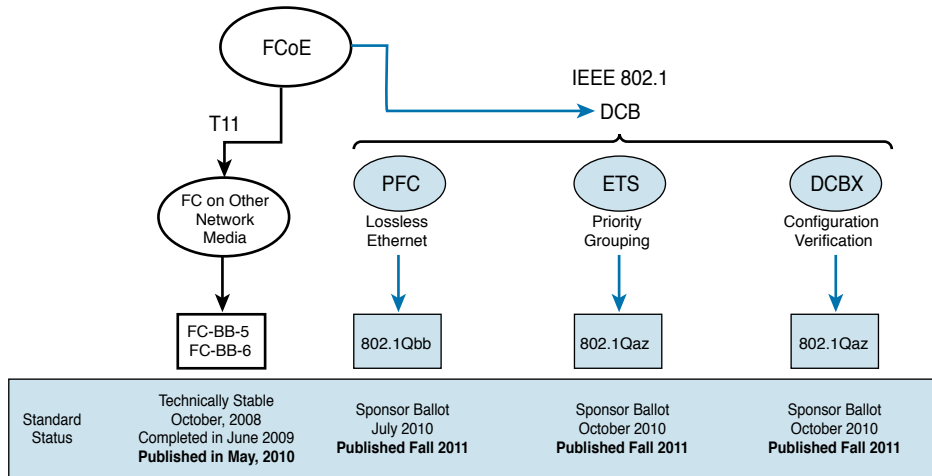 FCoE
IEEE 802.1
DCB
T11
FC on Other
Network
Media
PFC
Lossless
Ethernet
ETS
Priority
Grouping
DCBX
Configuration
Verification
FC-BB-5
FC-BB-6
802.1Qbb
802.1Qaz
802.1Qaz
Standard
Status
Technically Stable
October, 2008
Completed in June 2009
Published in May, 2010
Sponsor Ballot
July 2010
Published Fall 2011
Sponsor Ballot
October 2010
Published Fall 2011
Sponsor Ballot
October 2010
Published Fall 2011